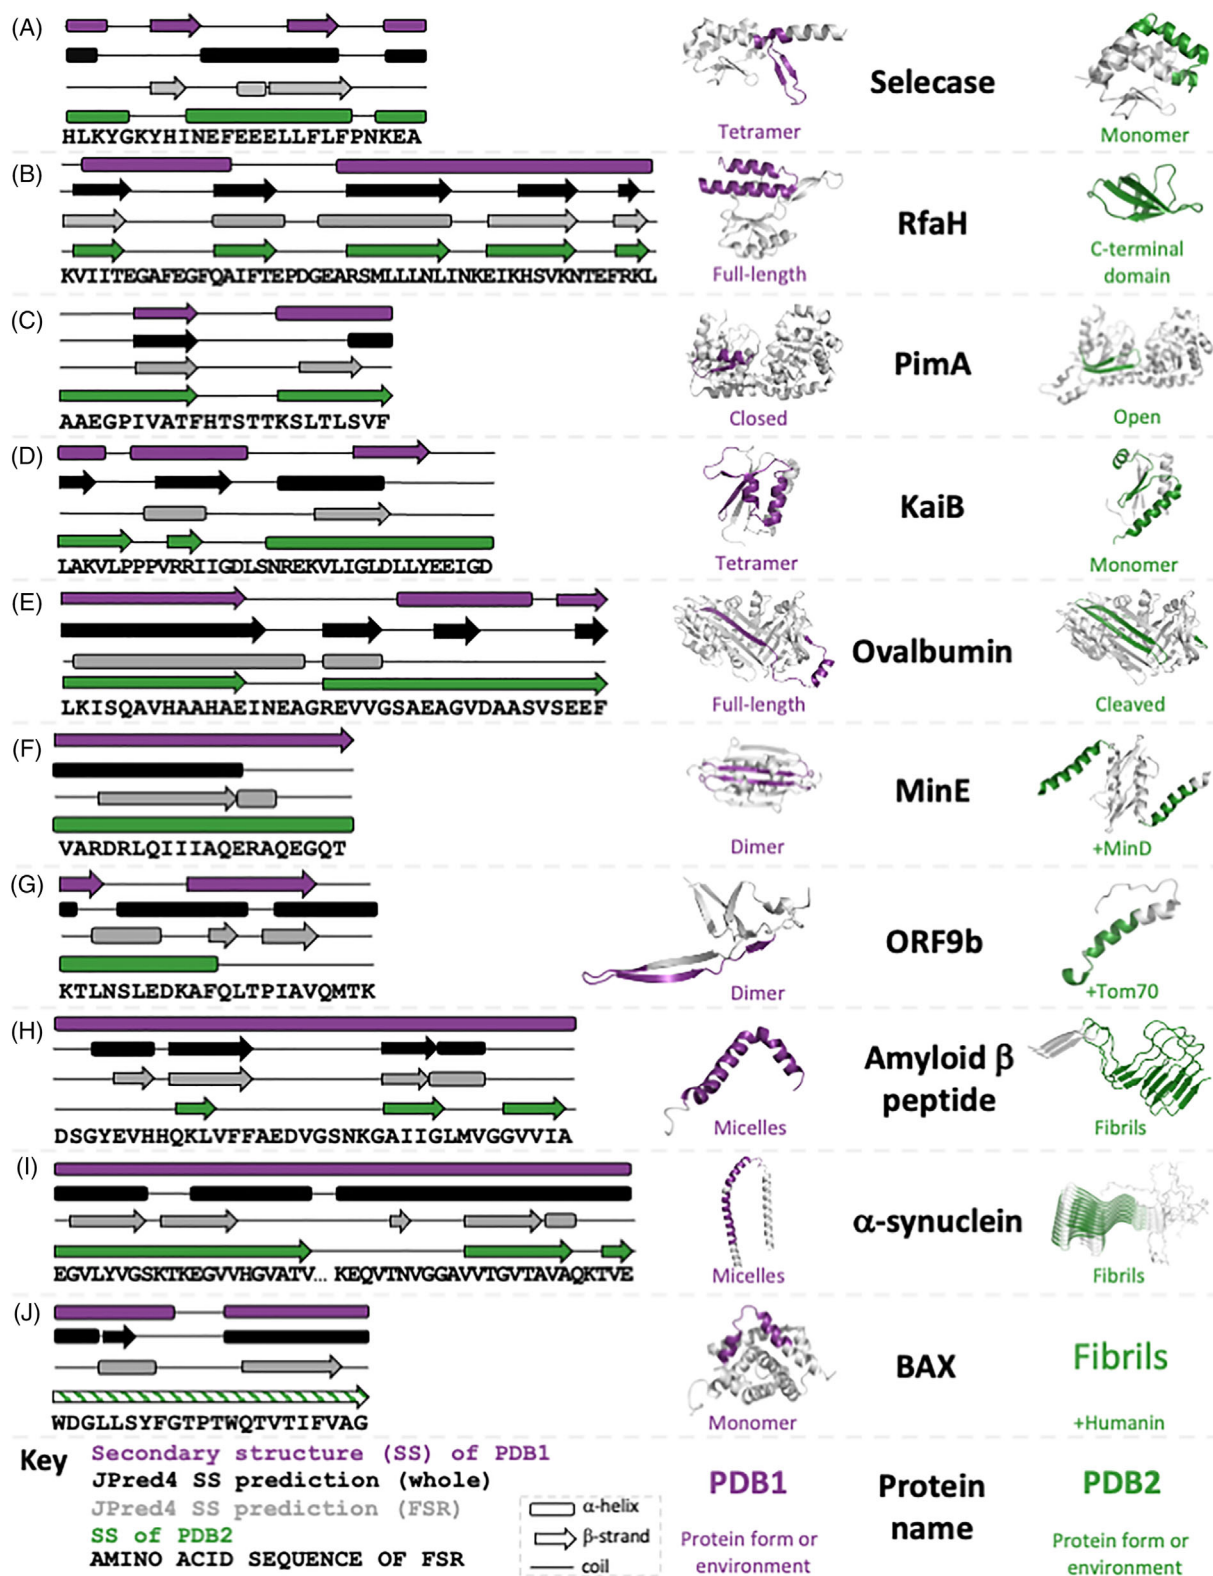 (A)
Selecase
HLKYGKYHINEFEEELLFLFPNKEA
Tetramer
Monomer
(B)
RfaH
KVIITEGAFEGFQAIFTEPDGEARSMLLLNLINKEIKHSVKNTEFRKL
Full-length
C-terminal
domain
(C)
PimA
AAEGPIVATFHTSTTKSLTLSVF
Closed
Open
(D)
KaiB
LAKVLPPPVRRIIGDLSNREKVLIGLDLLYEEIGD
Tetramer
Monomer
(E)
Ovalbumin
LKISQAVHAAHAEINEAGREVVGSAEAGVDAASVSEEF
Full-length
Cleaved
(F)
MinE
VARDRLQIIIAQERAQEGQT
Dimer
+MinD
(G)
ORF9b
KTLNSLEDKAFQLTPIAVQMTK
Dimer
+Tom70
(H)
Amyloid β
peptide
DSGYEVHHQKLVFFAEDVGSNKGAIIGLMVGGVVIA
Micelles
Fibrils
(I)
α-synuclein
EGVLYVGSKTKEGVVHGVATV... KEQVTNVGGAVVTGVTAVAQKTVE
Micelles
Fibrils
(J)
BAX
Fibrils
WDGLLSYFGTPTWQTVTIFVAG
Monomer
+Humanin
Key
Secondary structure (SS) of PDB1
JPred4 SS prediction (whole)
JPred4 SS prediction (FSR)
SS of PDB2
AMINO ACID SEQUENCE OF FSR
α-helix
β-strand
coil
PDB1
Protein form or
environment
Protein
name
PDB2
Protein form or
environment